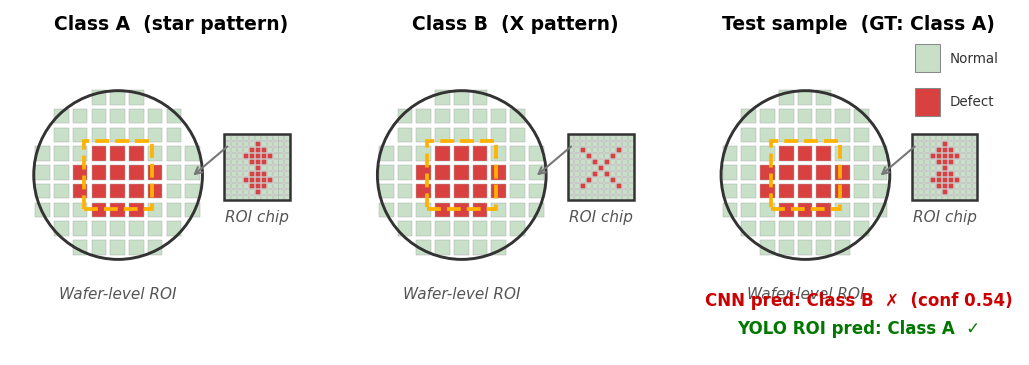 Class A  (star pattern)
Class B  (X pattern)
Test sample  (GT: Class A)
Normal
Defect
ROI chip
ROI chip
ROI chip
Wafer-level ROI
Wafer-level ROI
Wafer-level ROI
CNN pred: Class B  ✗  (conf 0.54)
YOLO ROI pred: Class A  ✓